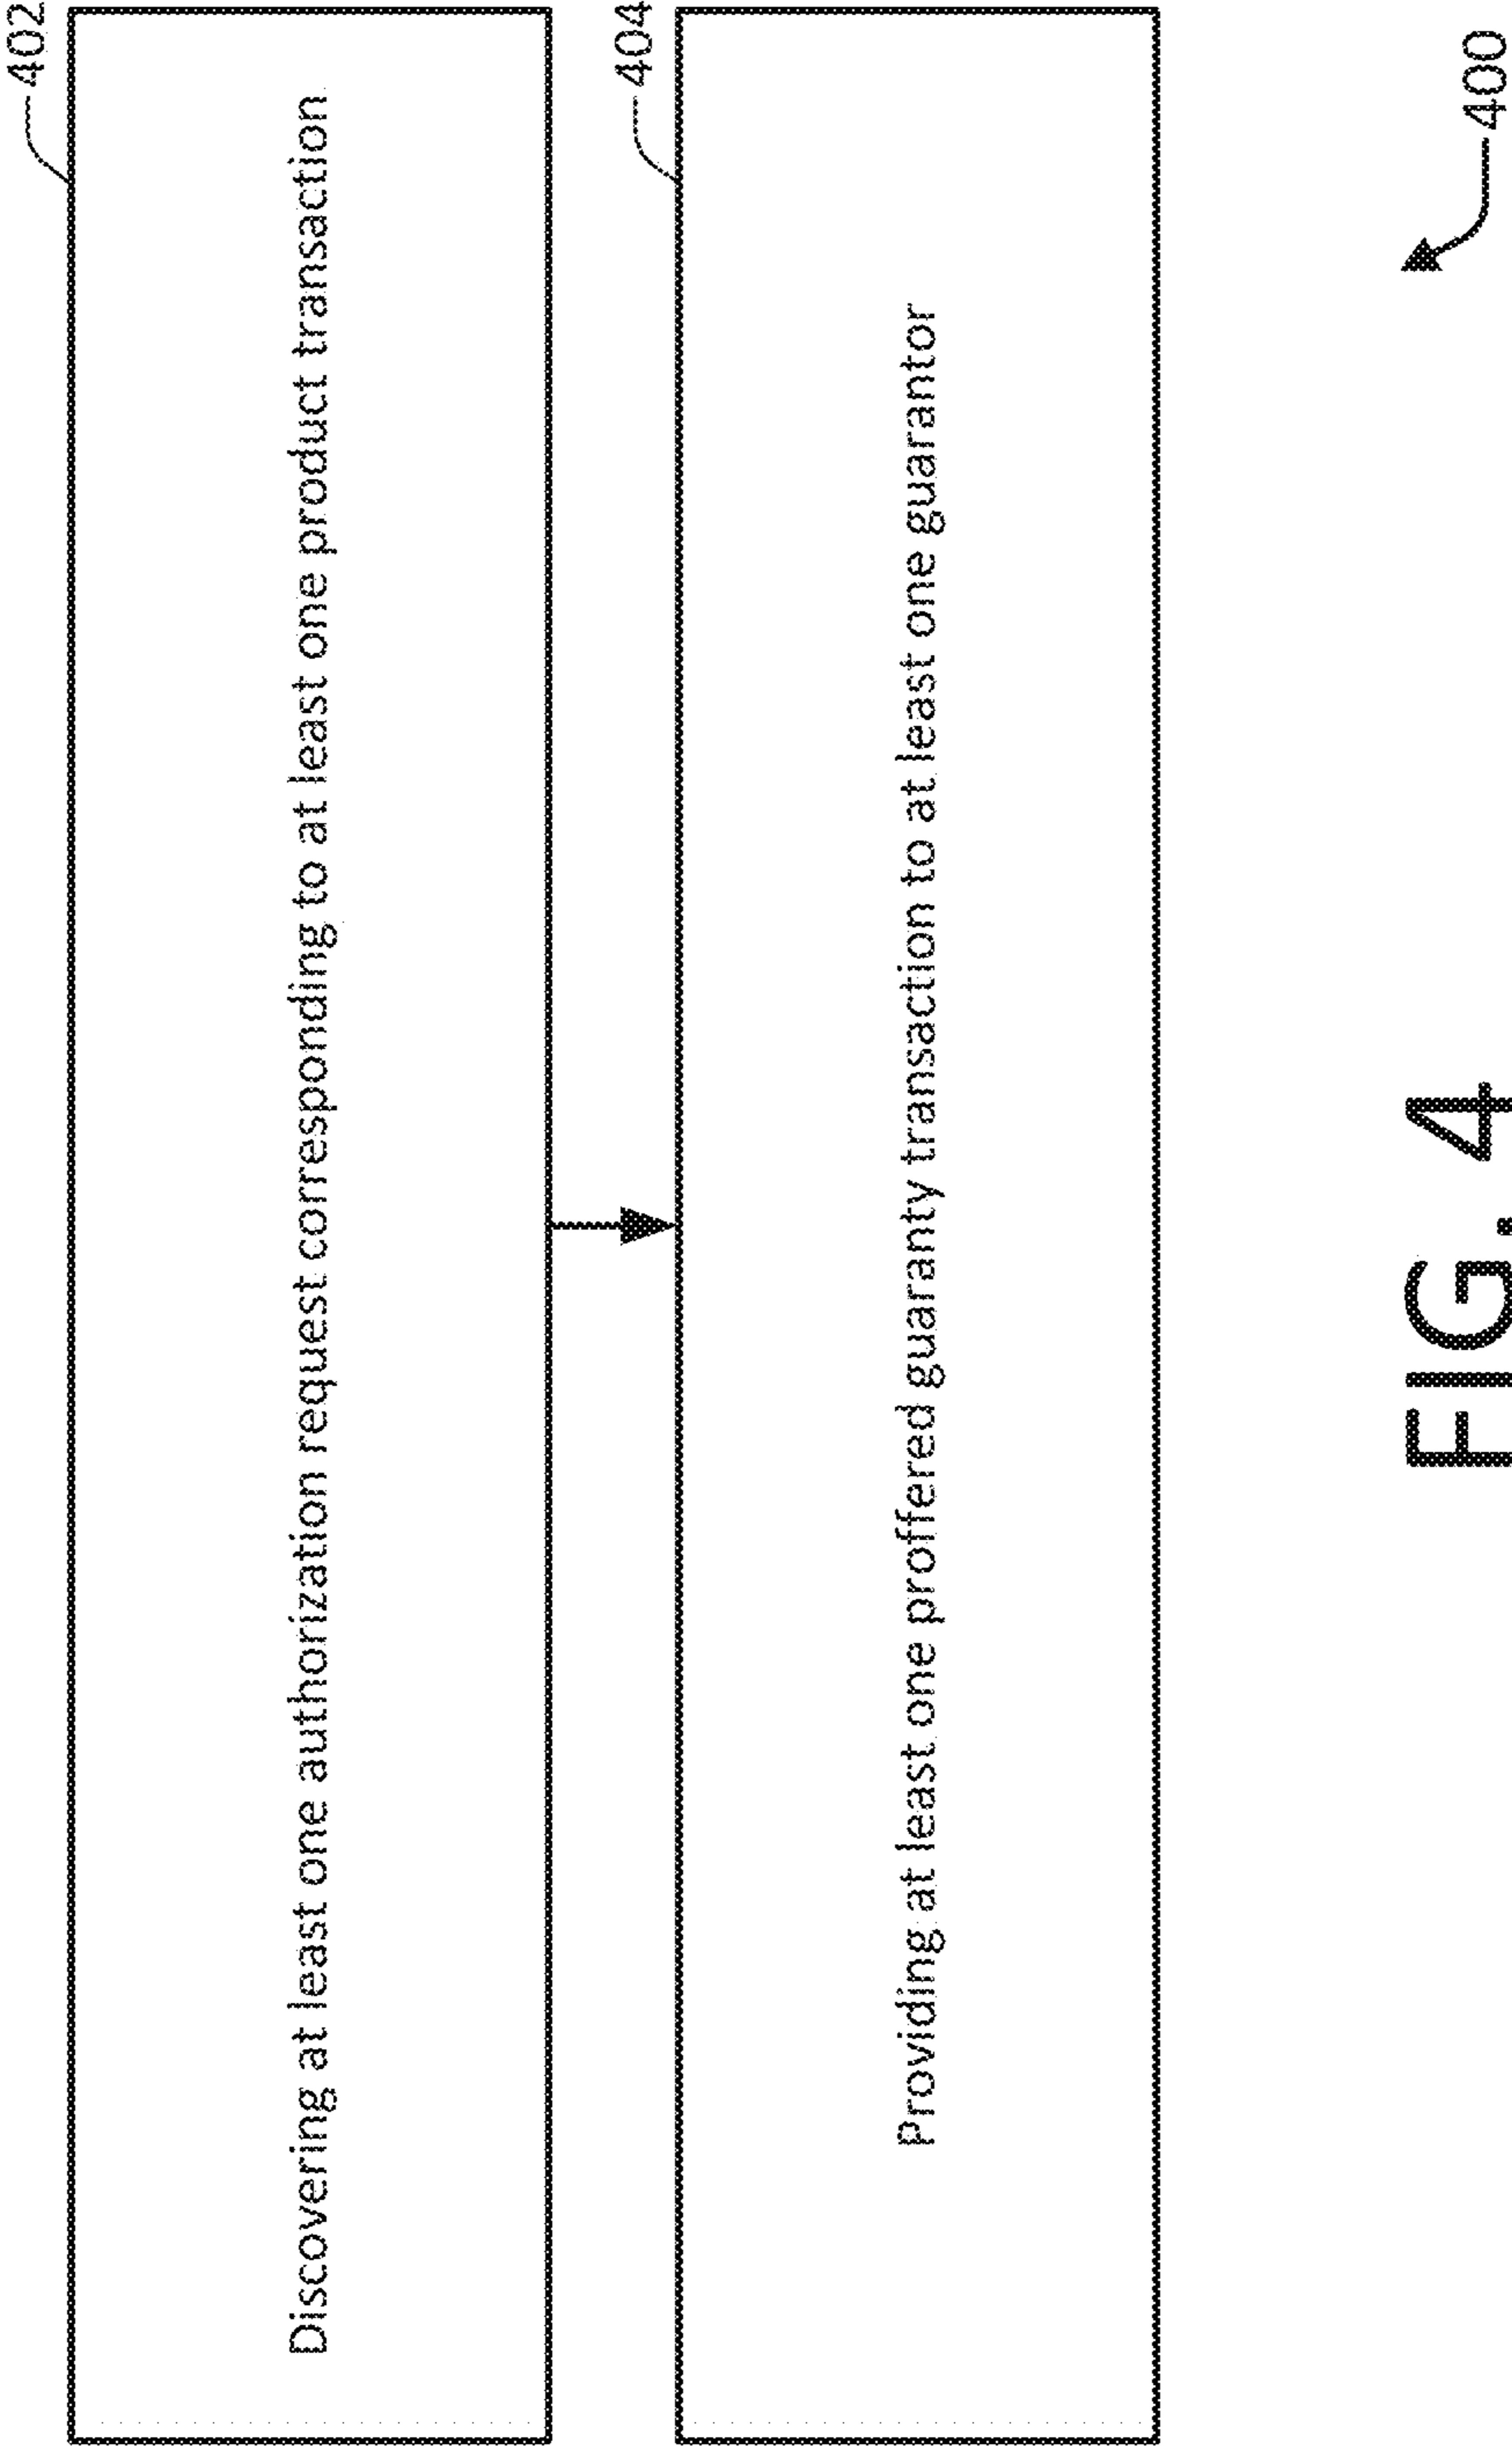 402
Discovering at least one authorization request corresponding to at least one product transaction
404
Providing at least one proffered guaranty transaction to at least one guarantor
400
FIG. 4